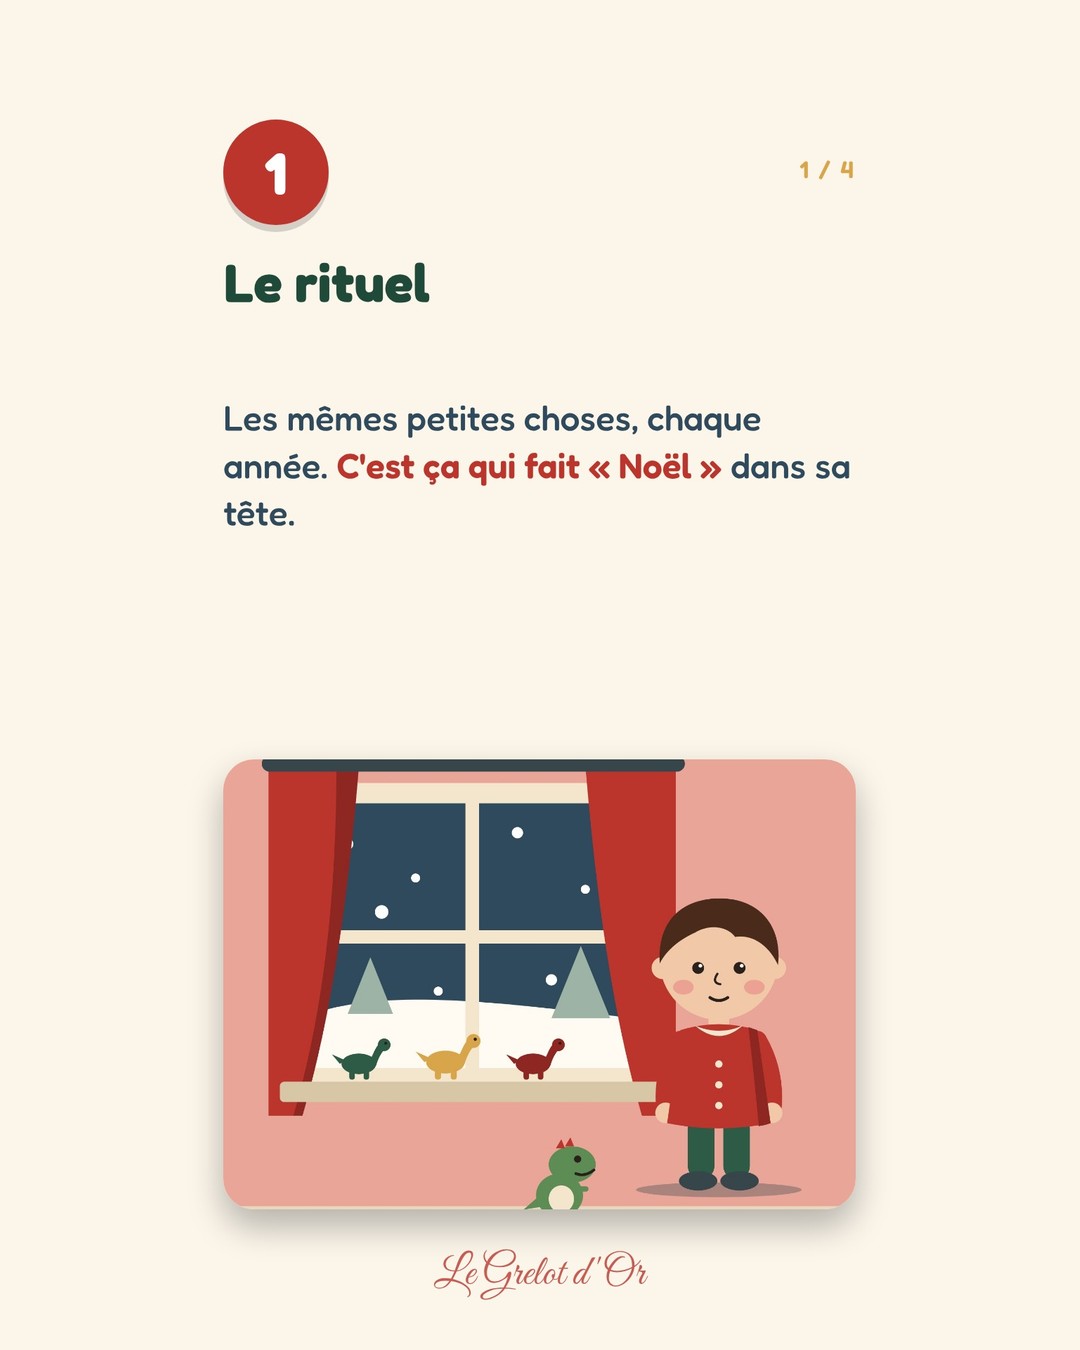 1
1 / 4
Le rituel
Les mêmes petites choses, chaque
année. C'est ça qui fait « Noël » dans sa
tête.
Le Grelot d'Or